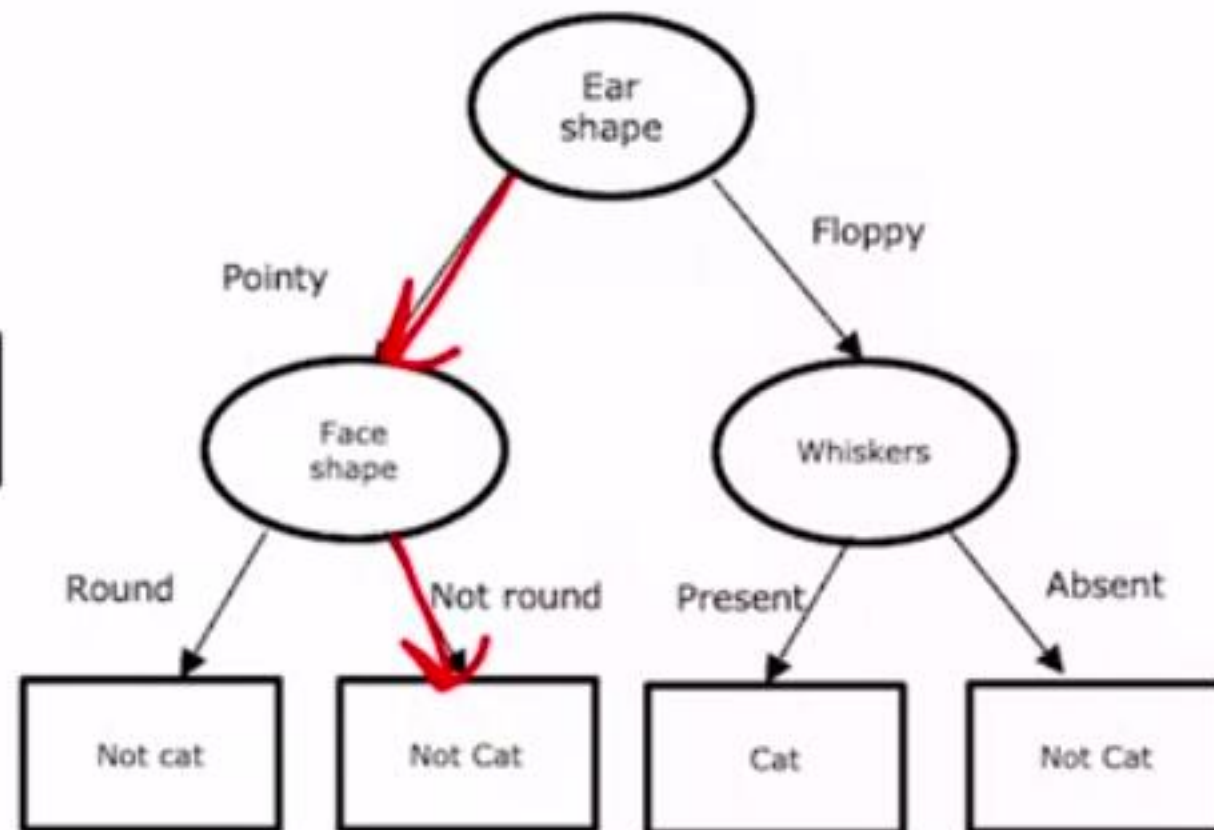 Ear
shape
Pointy
Floppy
Face
shape
Whiskers
Round
Not round
Present
Absent
Not cat
Not Cat
Cat
Not Cat